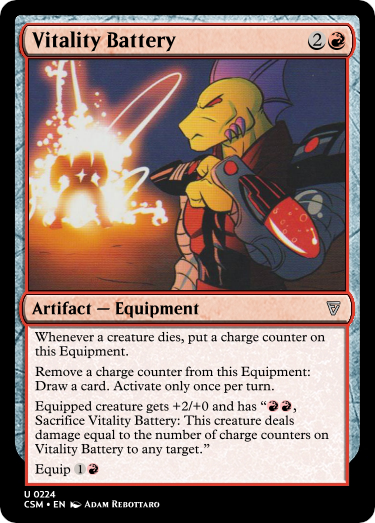 Vitality Battery 2
Artifact — Equipment
Whenever a creature dies, put a charge counter on
this Equipment.
Remove a charge counter from this Equipment:
Draw a card. Activate only once per turn.
Equipped creature gets +2/+0 and has “
Sacrifice Vitality Battery: This creature deals
damage equal to the number of charge counters on
Vitality Battery to any target.”
Equip 1
U 0224
CSM • EN ADAM REBOTTARO